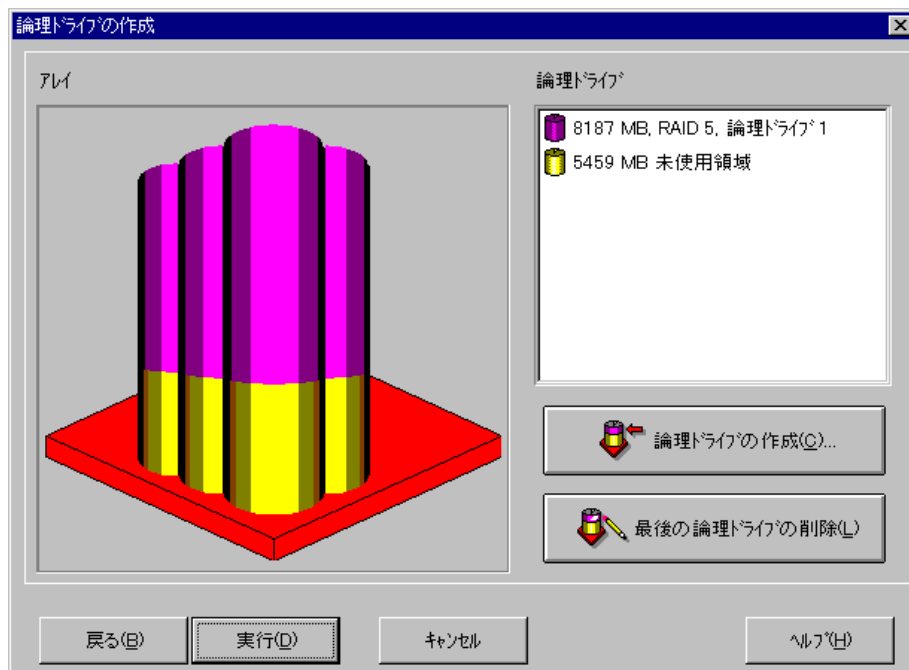 論理ﾄﾞﾗｲﾌﾞの作成
ｱﾚｲ
論理ﾄﾞﾗｲﾌﾞ
8187 MB, RAID 5, 論理ﾄﾞﾗｲﾌﾞ 1
5459 MB 未使用領域
論理ﾄﾞﾗｲﾌﾞの作成(C)...
最後の論理ﾄﾞﾗｲﾌﾞの削除(L)
戻る(B)
実行(D)
ｷｬﾝｾﾙ
ﾍﾙﾌﾟ(H)